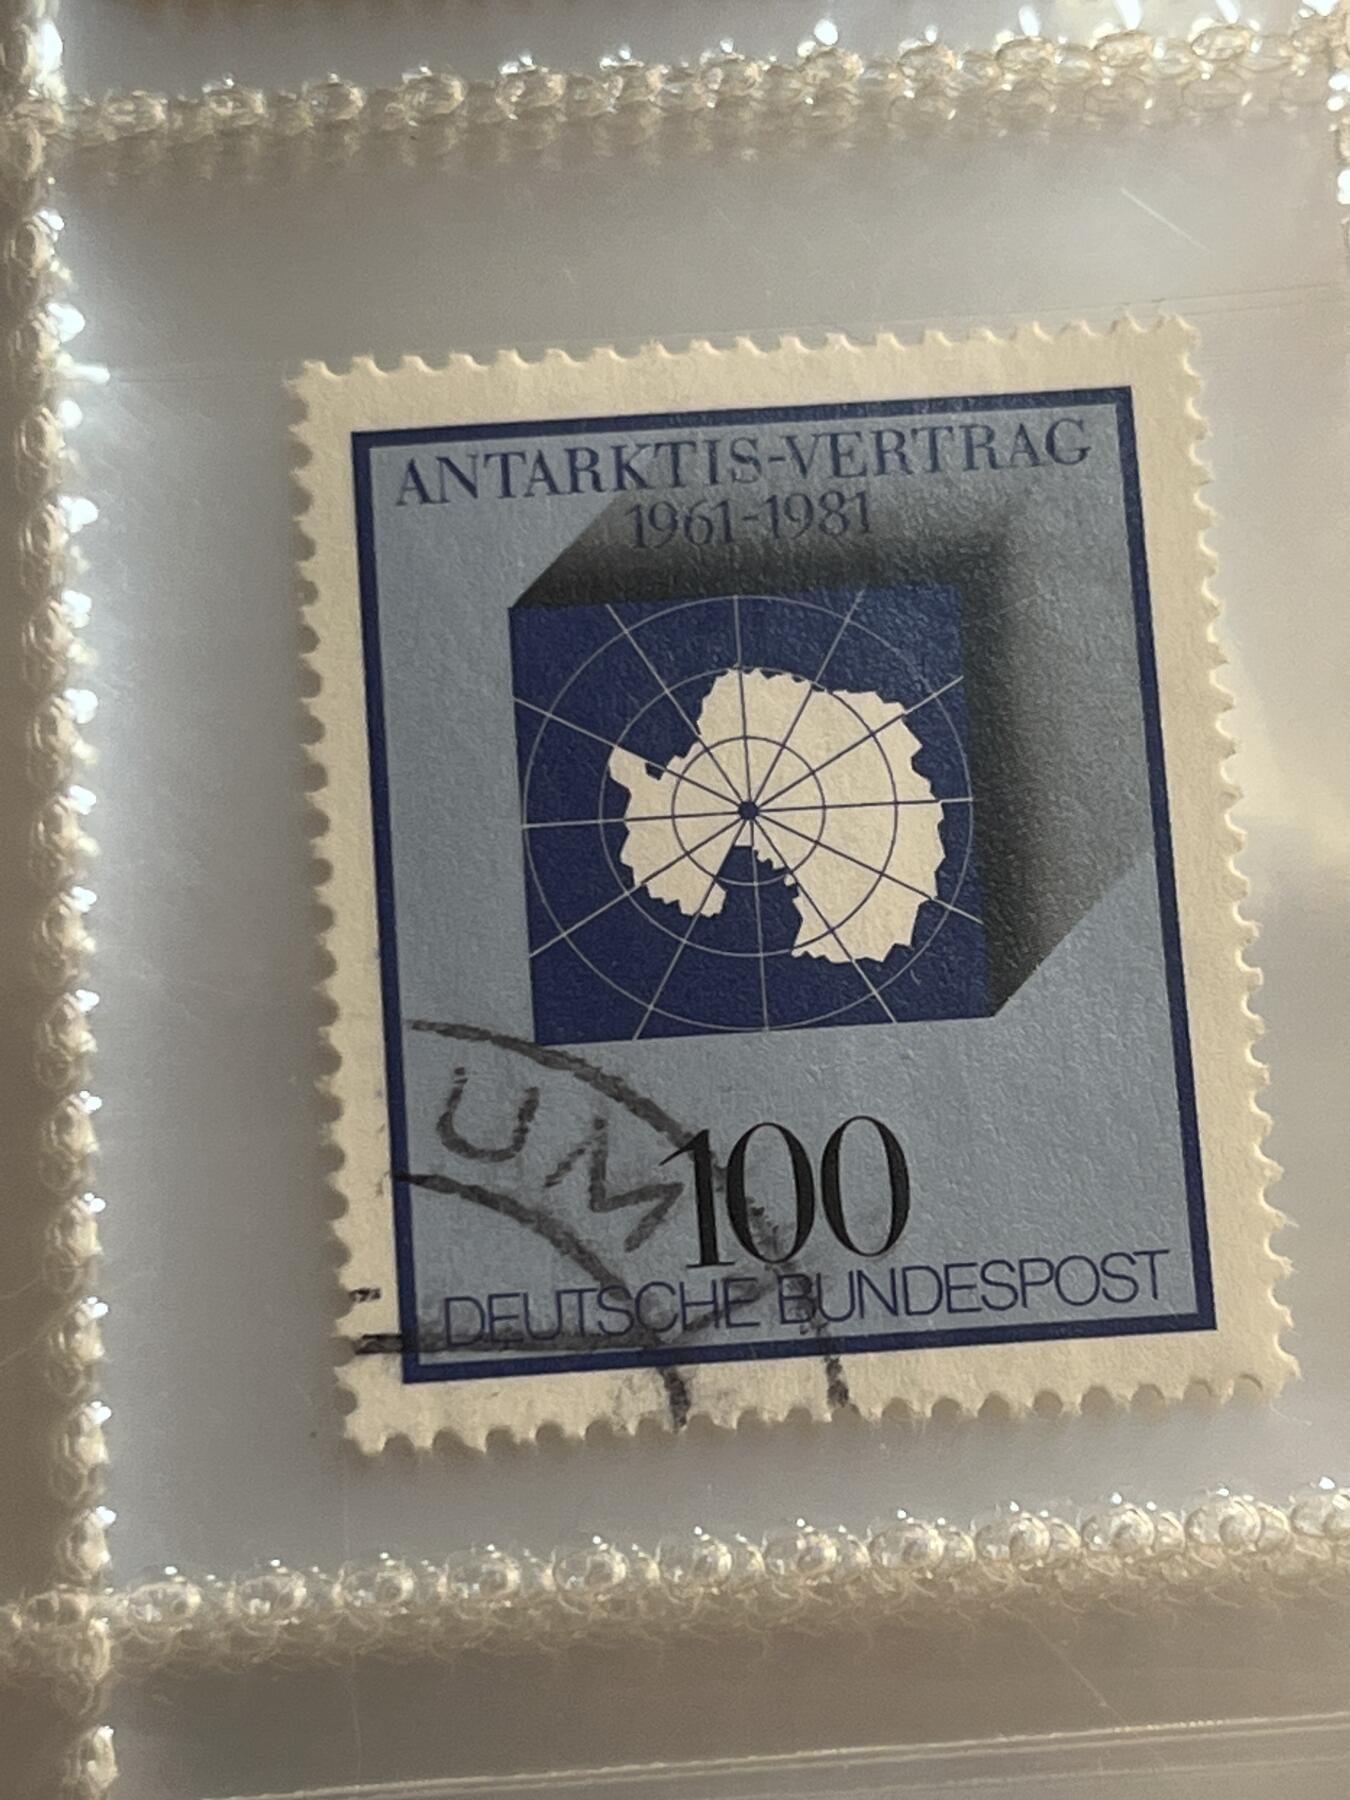 ANTARKTIS-VERTRAG
1961-1981
UM
100
DEUTSCHE BUNDESPOST